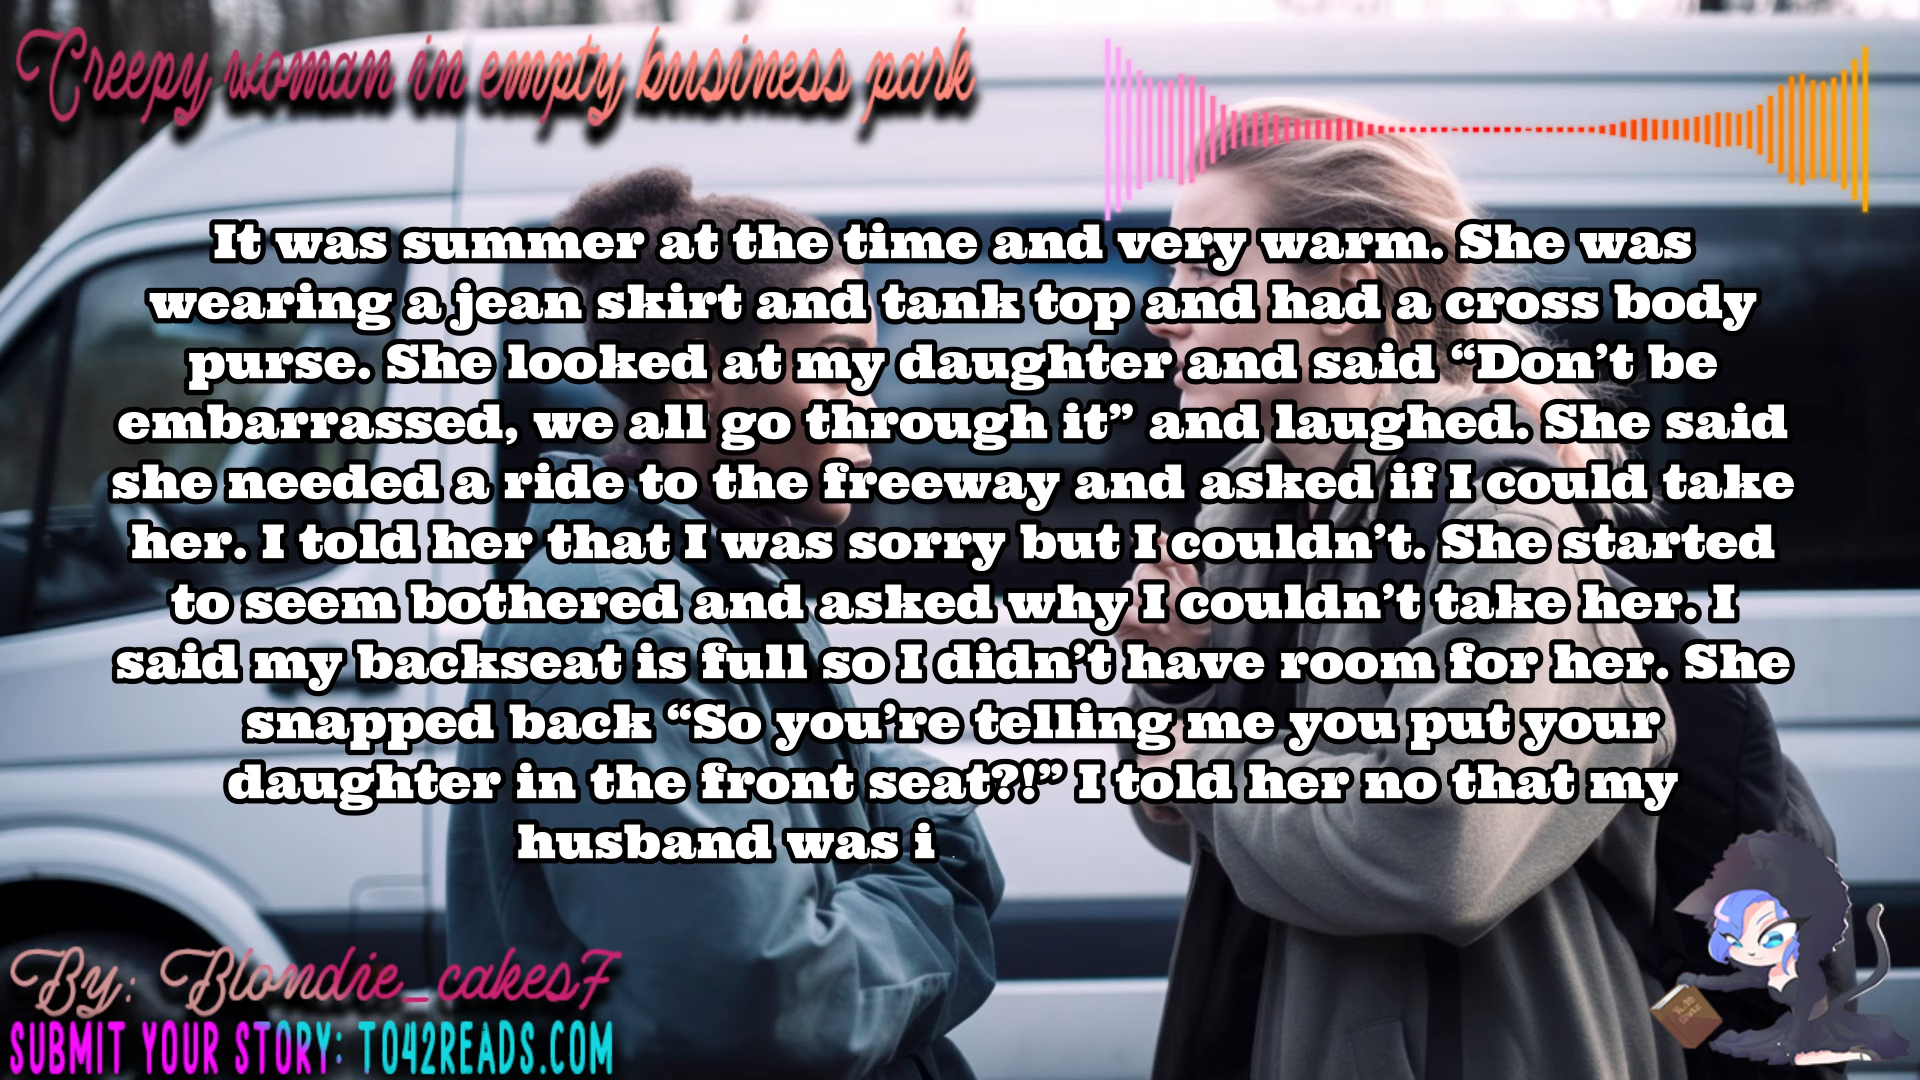 Creepy woman in empty business park
It was summer at the time and very warm. She was
wearing a jean skirt and tank top and had a cross body
purse. She looked at my daughter and said “Don’t be
embarrassed, we all go through it” and laughed. She said
she needed a ride to the freeway and asked if I could take
her. I told her that I was sorry but I couldn’t. She started
to seem bothered and asked why I couldn’t take her. I
said my backseat is full so I didn’t have room for her. She
snapped back “So you’re telling me you put your
daughter in the front seat?!” I told her no that my
husband was i
By: Blondie_cakes7
SUBMIT YOUR STORY: TO42READS.COM